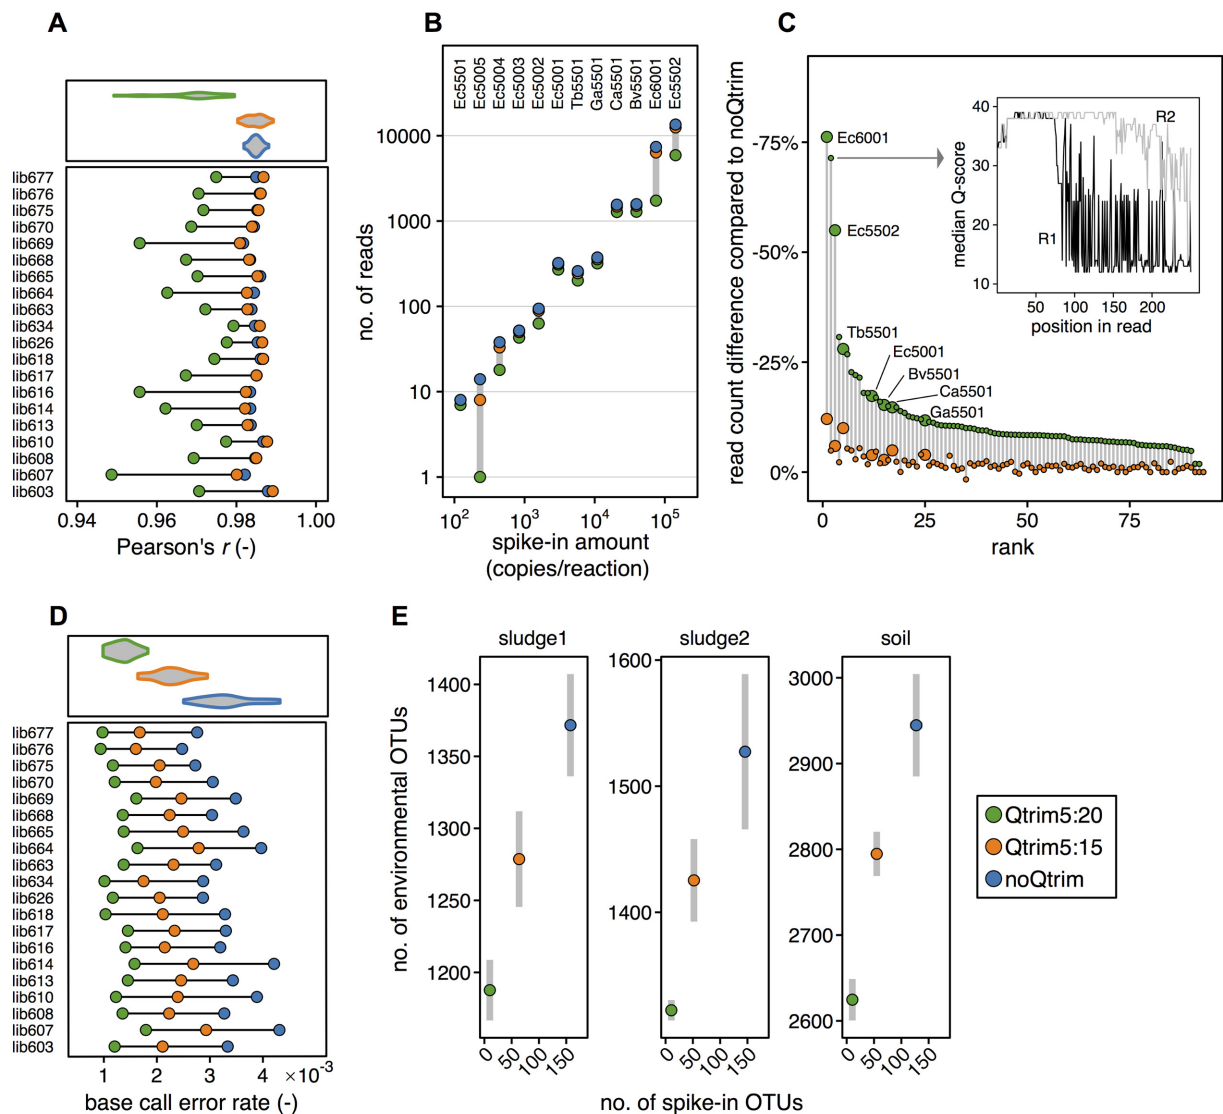 A
lib677
lib676
lib675
lib670
lib669
lib668
lib665
lib664
lib663
lib634
lib626
lib618
lib617
lib616
lib614
lib613
lib610
lib608
lib607
lib603
0.94 0.96 0.98 1.00
Pearson's r (-)
B
Ec5501
Ec5005
Ec5004
Ec5003
Ec5002
Ec5001
Tb5501
Ga5501
Ca5501
Bv5501
Ec6001
Ec5502
no. of reads
10000
1000
100
10
1
10² 10³ 10⁴ 10⁵
spike-in amount
(copies/reaction)
C
read count difference compared to noQtrim
-75%
-50%
-25%
0%
Ec6001
Ec5502
Tb5501
Ec5001
Bv5501
Ca5501
Ga5501
median Q-score
40
30
20
10
R2
R1
50 100 150 200
position in read
0 25 50 75
rank
D
lib677
lib676
lib675
lib670
lib669
lib668
lib665
lib664
lib663
lib634
lib626
lib618
lib617
lib616
lib614
lib613
lib610
lib608
lib607
lib603
1 2 3 4 ×10⁻³
base call error rate (-)
E
no. of environmental OTUs
sludge1
1400
1350
1300
1250
1200
0 50 100 150
sludge2
1600
1500
1400
0 50 100 150
soil
3000
2900
2800
2700
2600
0 50 100 150
no. of spike-in OTUs
Qtrim5:20
Qtrim5:15
noQtrim